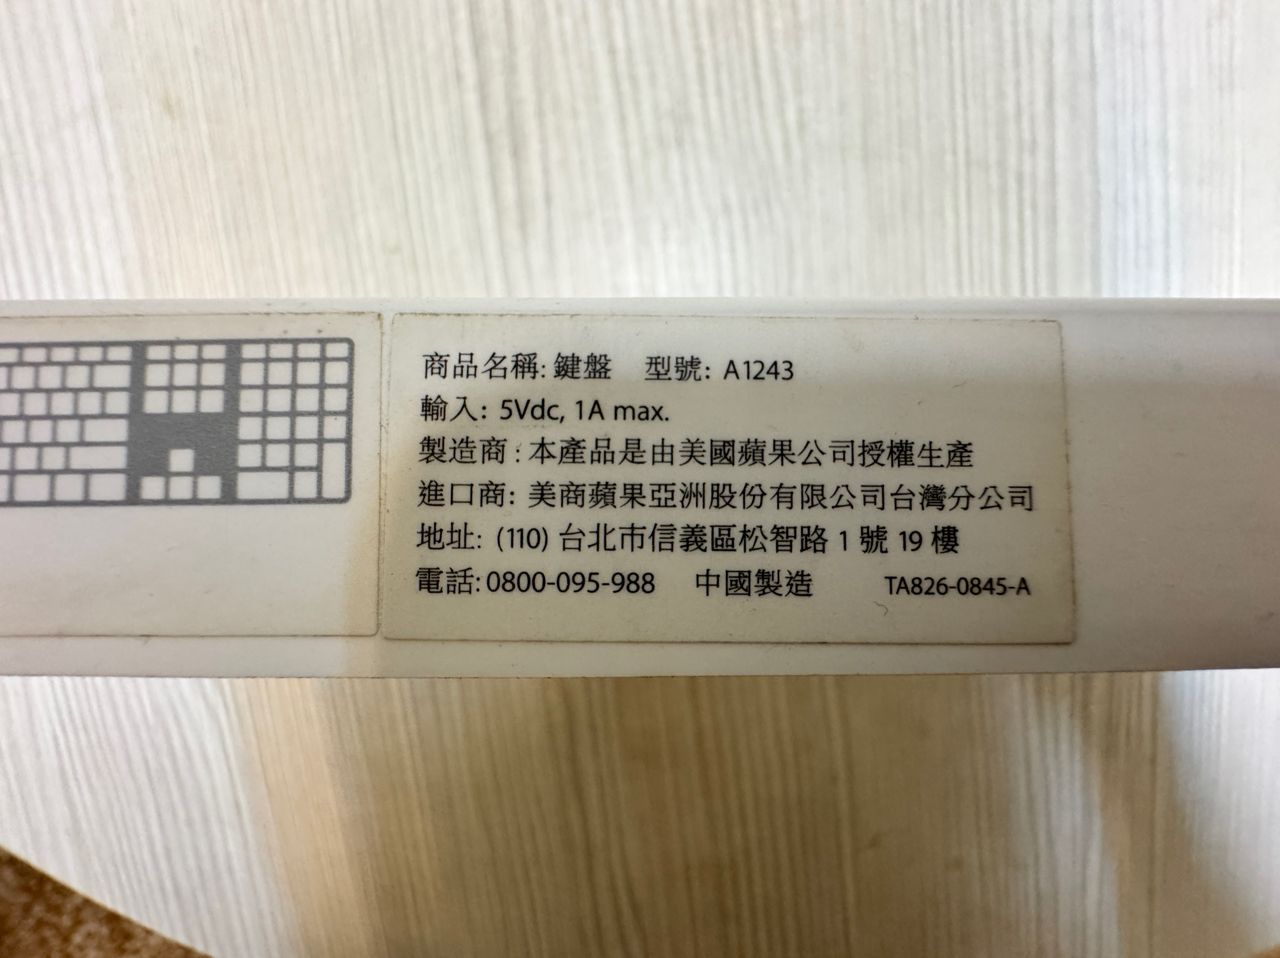 商品名稱: 鍵盤 型號: A1243
輸入: 5Vdc, 1A max.
製造商: 本產品是由美國蘋果公司授權生產
進口商: 美商蘋果亞洲股份有限公司台灣分公司
地址: (110) 台北市信義區松智路 1 號 19 樓
電話: 0800-095-988 中國製造 TA826-0845-A